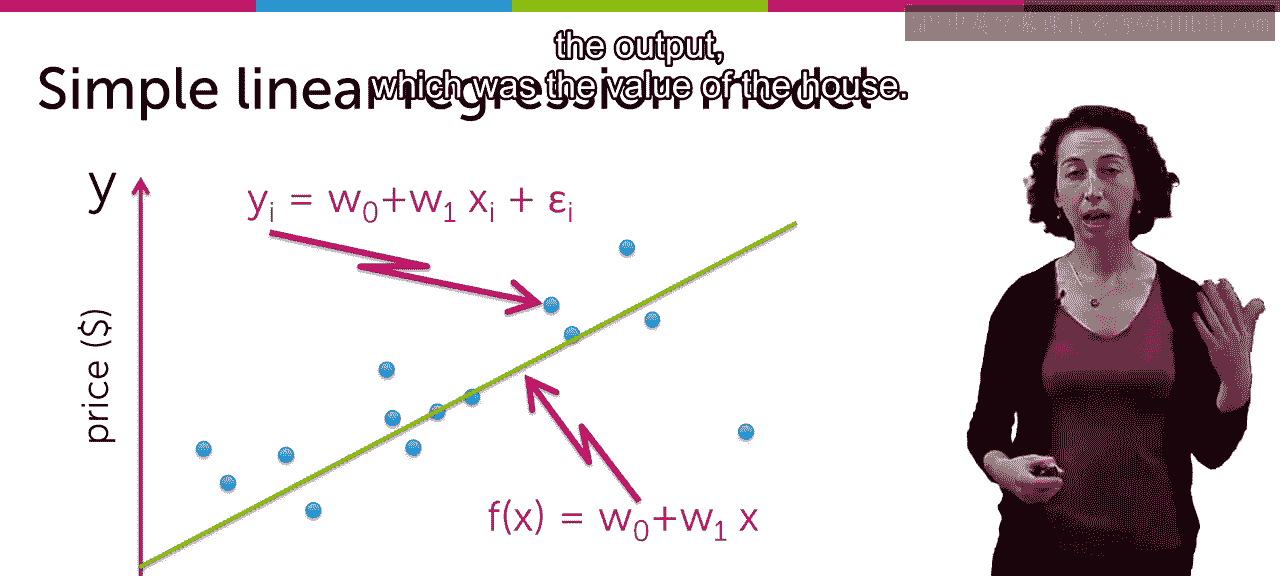 the output,
which was the value of the house.
Simple linear regression model
y
yᵢ = w₀+w₁ xᵢ + εᵢ
price ($)
f(x) = w₀+w₁ x